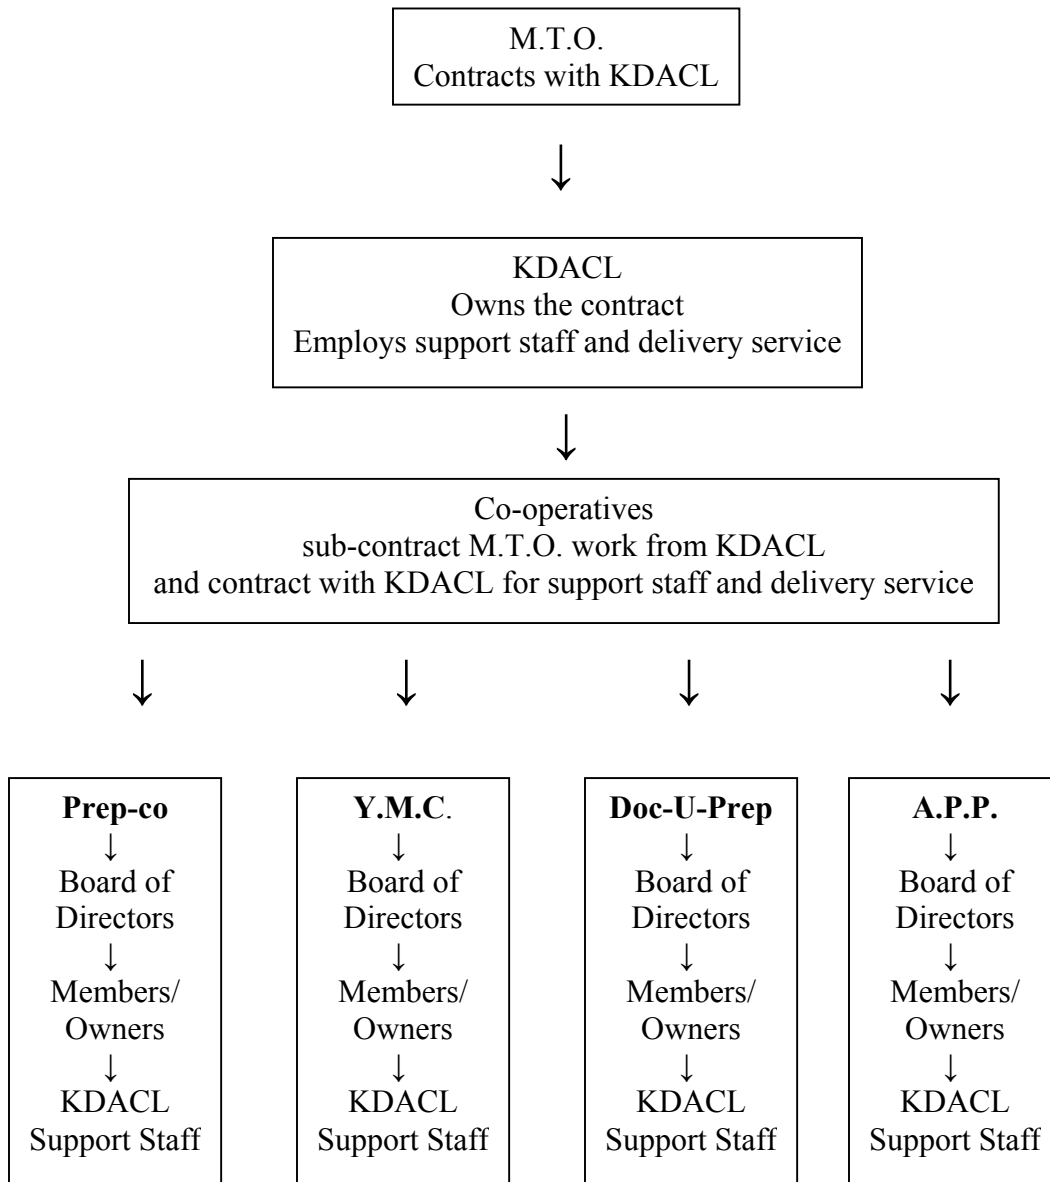 M.T.O.
Contracts with KDACL
↓
KDACL
Owns the contract
Employs support staff and delivery service
↓
Co-operatives
sub-contract M.T.O. work from KDACL
and contract with KDACL for support staff and delivery service
↓ ↓ ↓ ↓
Prep-co
↓
Board of
Directors
↓
Members/
Owners
↓
KDACL
Support Staff
Y.M.C.
↓
Board of
Directors
↓
Members/
Owners
↓
KDACL
Support Staff
Doc-U-Prep
↓
Board of
Directors
↓
Members/
Owners
↓
KDACL
Support Staff
A.P.P.
↓
Board of
Directors
↓
Members/
Owners
↓
KDACL
Support Staff